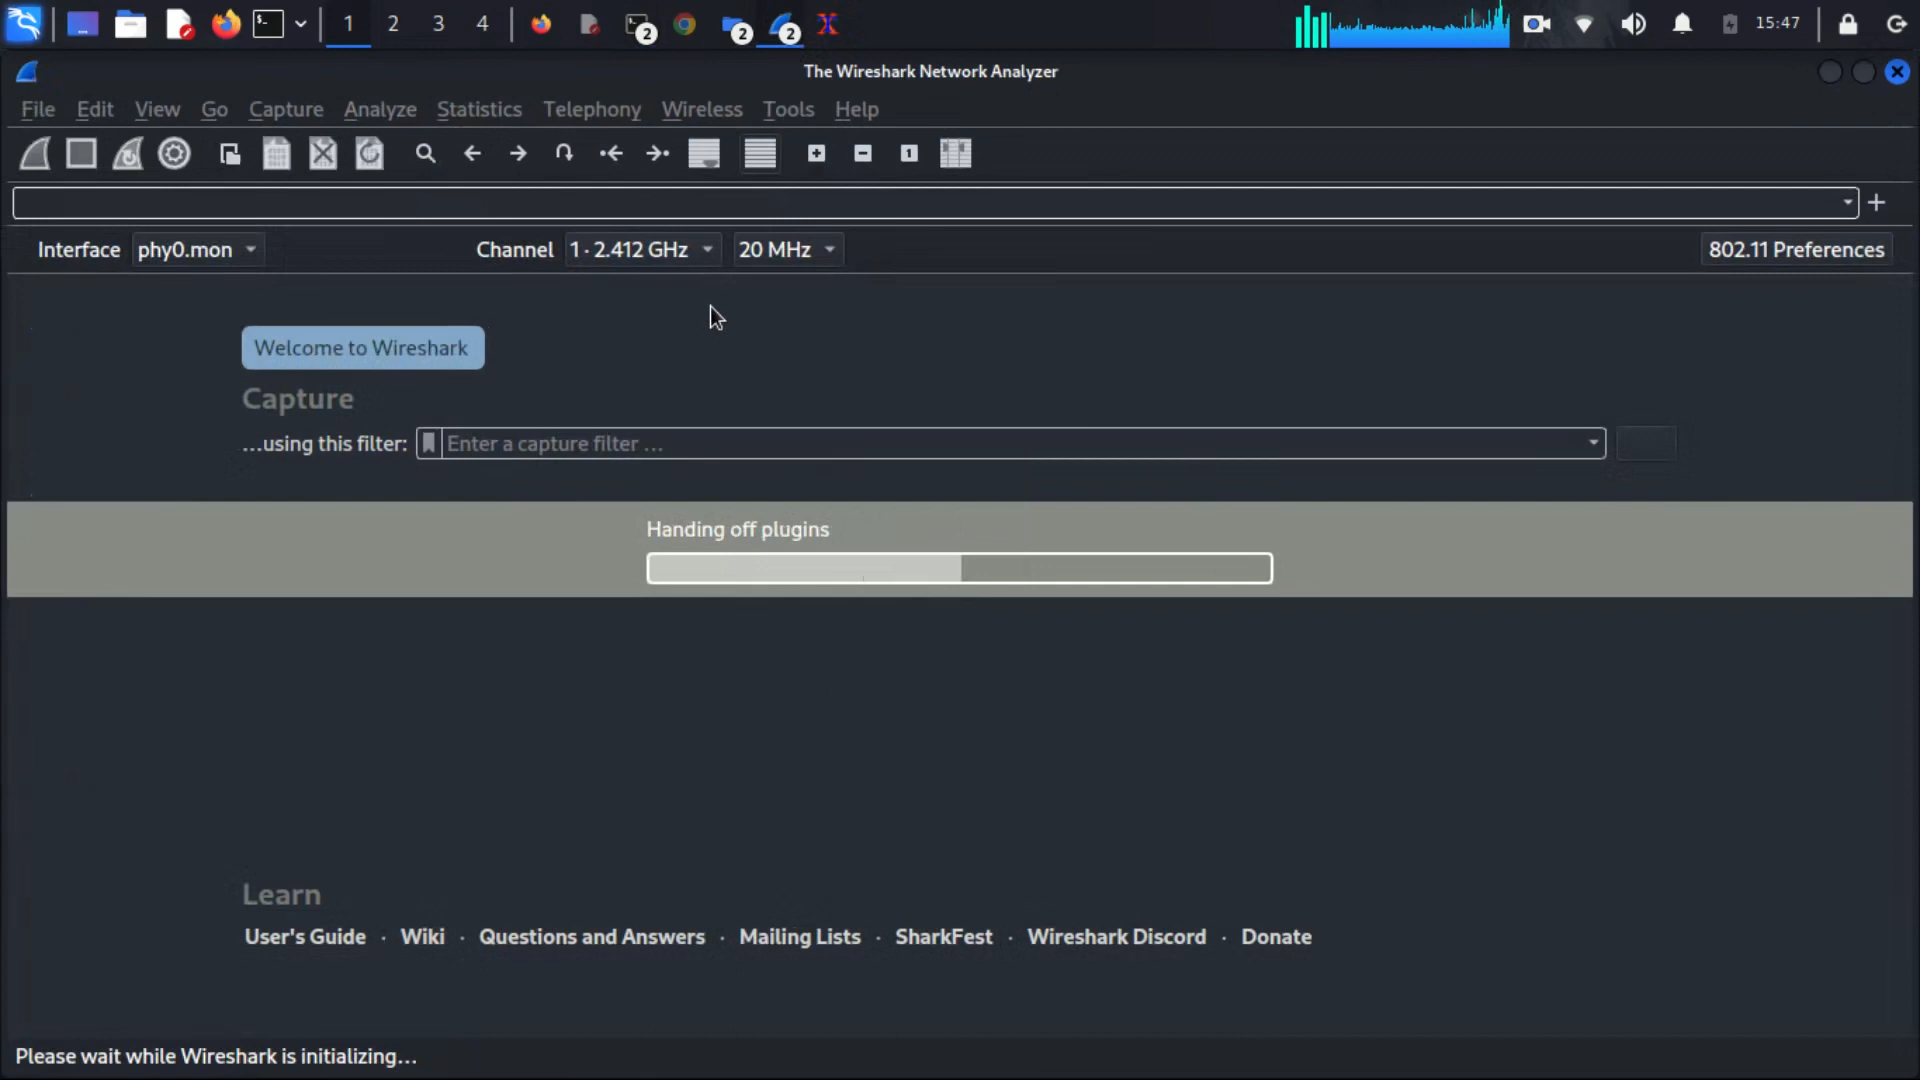 1 2 3 4 2 2 2 15:47
The Wireshark Network Analyzer
File Edit View Go Capture Analyze Statistics Telephony Wireless Tools Help
Interface phy0.mon Channel 1 · 2.412 GHz 20 MHz 802.11 Preferences
Welcome to Wireshark
Capture
...using this filter: Enter a capture filter ...
Handing off plugins
Learn
User's Guide · Wiki · Questions and Answers · Mailing Lists · SharkFest · Wireshark Discord · Donate
Please wait while Wireshark is initializing...